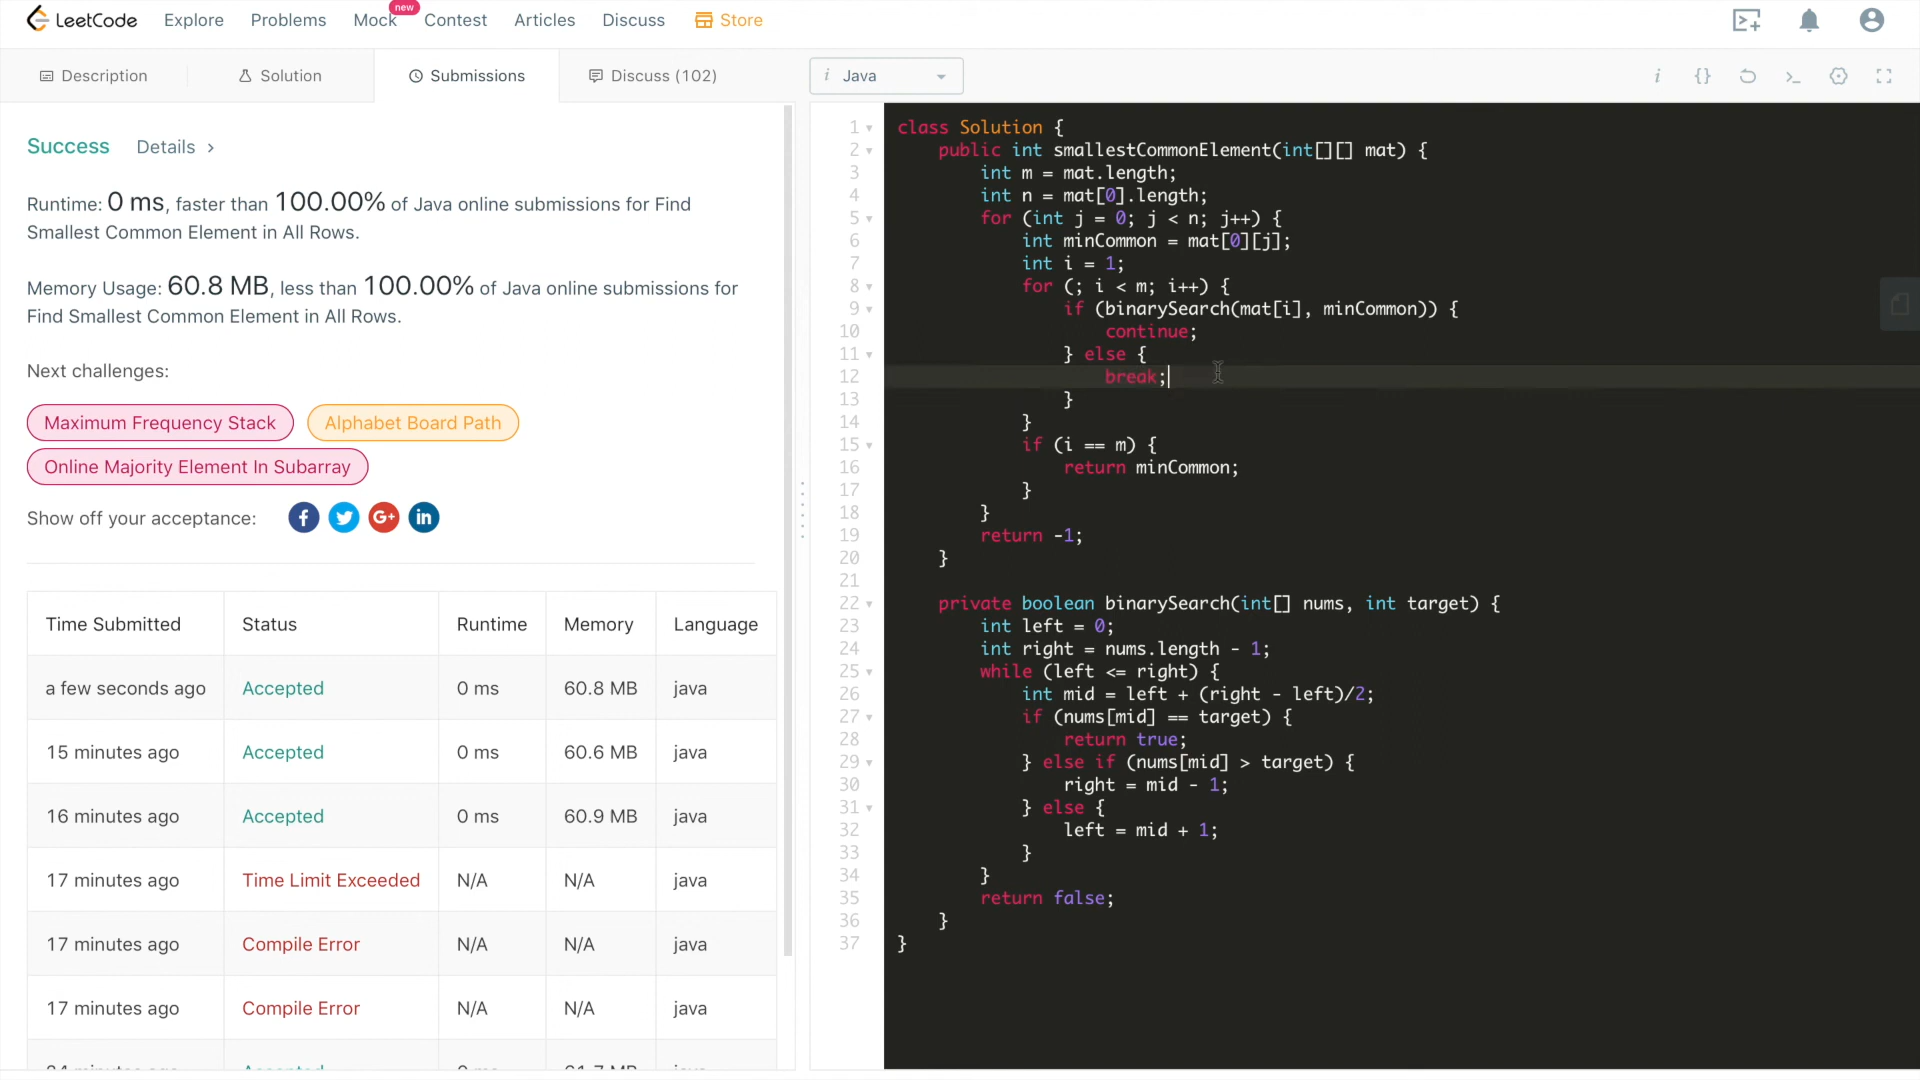 LeetCode Explore Problems Mock new Contest Articles Discuss Store
Description Solution Submissions Discuss (102)
i Java
Success Details >
Runtime: 0 ms, faster than 100.00% of Java online submissions for Find
Smallest Common Element in All Rows.
Memory Usage: 60.8 MB, less than 100.00% of Java online submissions for
Find Smallest Common Element in All Rows.
Next challenges:
Maximum Frequency Stack Alphabet Board Path
Online Majority Element In Subarray
Show off your acceptance: f G+ in
Time Submitted Status Runtime Memory Language
a few seconds ago Accepted 0 ms 60.8 MB java
15 minutes ago Accepted 0 ms 60.6 MB java
16 minutes ago Accepted 0 ms 60.9 MB java
17 minutes ago Time Limit Exceeded N/A N/A java
17 minutes ago Compile Error N/A N/A java
17 minutes ago Compile Error N/A N/A java
1 class Solution {
2 public int smallestCommonElement(int[][] mat) {
3 int m = mat.length;
4 int n = mat[0].length;
5 for (int j = 0; j < n; j++) {
6 int minCommon = mat[0][j];
7 int i = 1;
8 for (; i < m; i++) {
9 if (binarySearch(mat[i], minCommon)) {
10 continue;
11 } else {
12 break;
13 }
14 }
15 if (i == m) {
16 return minCommon;
17 }
18 }
19 return -1;
20 }
21
22 private boolean binarySearch(int[] nums, int target) {
23 int left = 0;
24 int right = nums.length - 1;
25 while (left <= right) {
26 int mid = left + (right - left)/2;
27 if (nums[mid] == target) {
28 return true;
29 } else if (nums[mid] > target) {
30 right = mid - 1;
31 } else {
32 left = mid + 1;
33 }
34 }
35 return false;
36 }
37 }